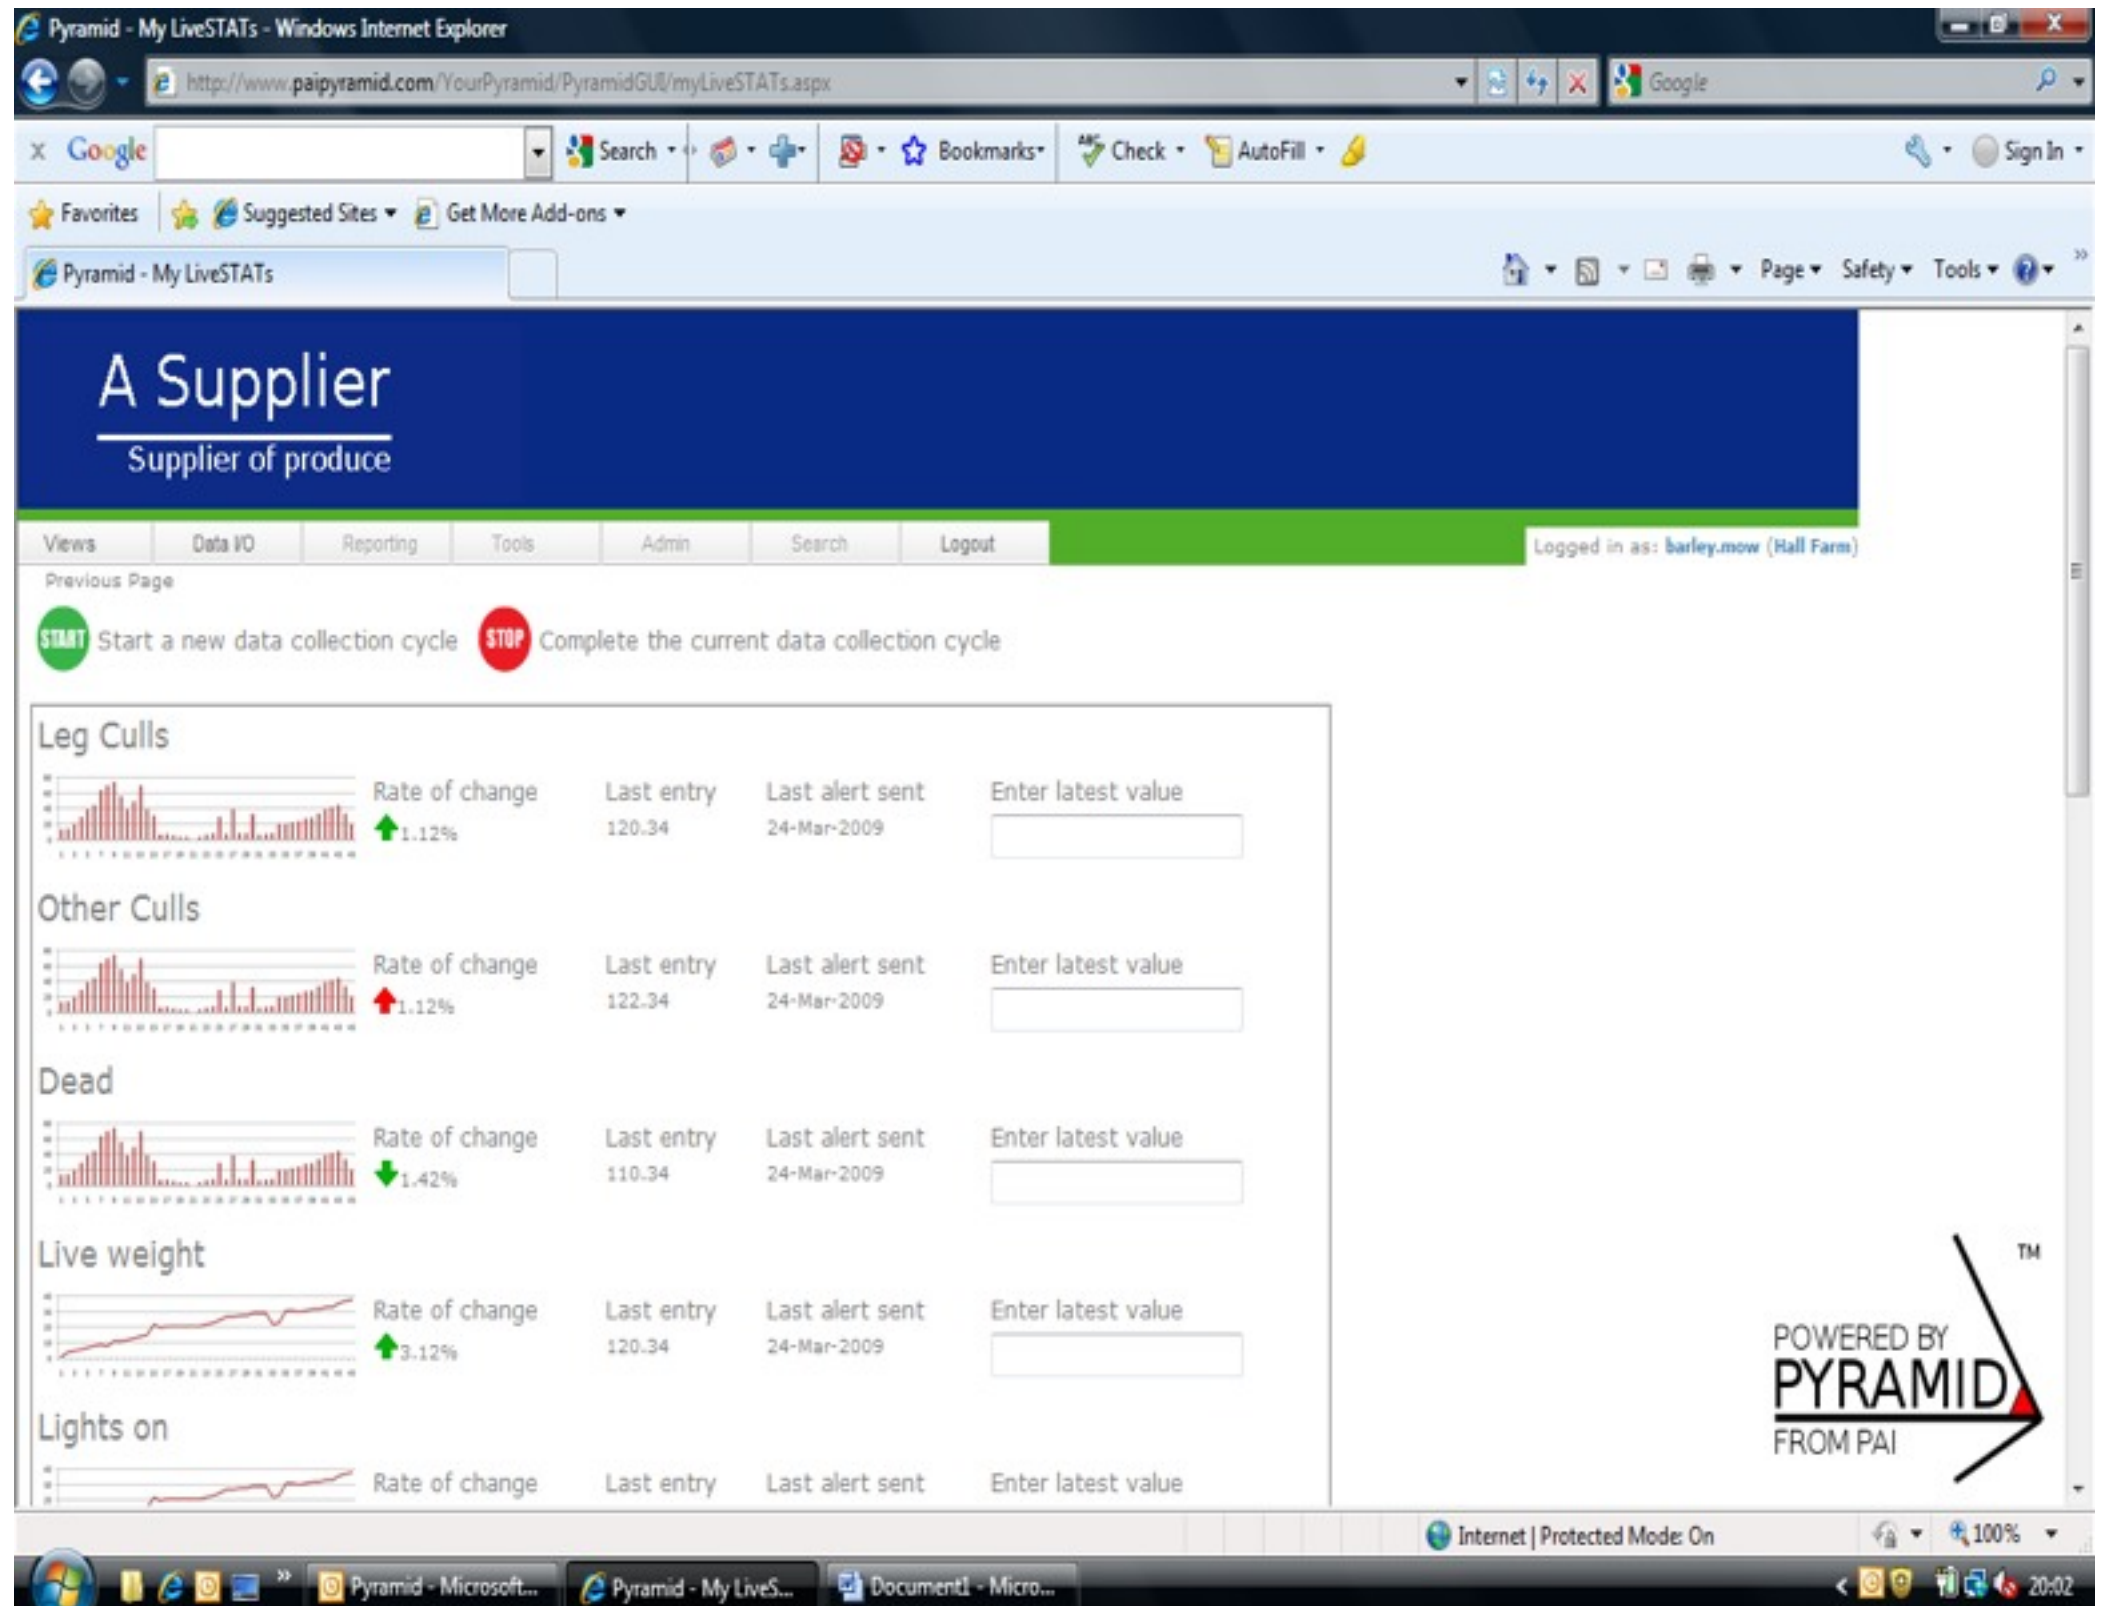 Pyramid - My LiveSTATs - Windows Internet Explorer
http://www.paipyramid.com/YourPyramid/PyramidGUI/myLiveSTATs.aspx Google
x Google Search Bookmarks ABC Check AutoFill Sign In
Favorites Suggested Sites Get More Add-ons
Pyramid - My LiveSTATs Page Safety Tools
A Supplier
Supplier of produce
Views Data I/O Reporting Tools Admin Search Logout Logged in as: barley.mow (Hall Farm)
Previous Page
START Start a new data collection cycle STOP Complete the current data collection cycle
Leg Culls
Rate of change Last entry Last alert sent Enter latest value
1.12% 120.34 24-Mar-2009
Other Culls
Rate of change Last entry Last alert sent Enter latest value
1.12% 122.34 24-Mar-2009
Dead
Rate of change Last entry Last alert sent Enter latest value
1.42% 110.34 24-Mar-2009
Live weight
Rate of change Last entry Last alert sent Enter latest value
3.12% 120.34 24-Mar-2009
Lights on
Rate of change Last entry Last alert sent Enter latest value
TM
POWERED BY
PYRAMID
FROM PAI
Internet | Protected Mode: On 100%
Pyramid - Microsoft... Pyramid - My LiveS... Document1 - Micro... 20:02